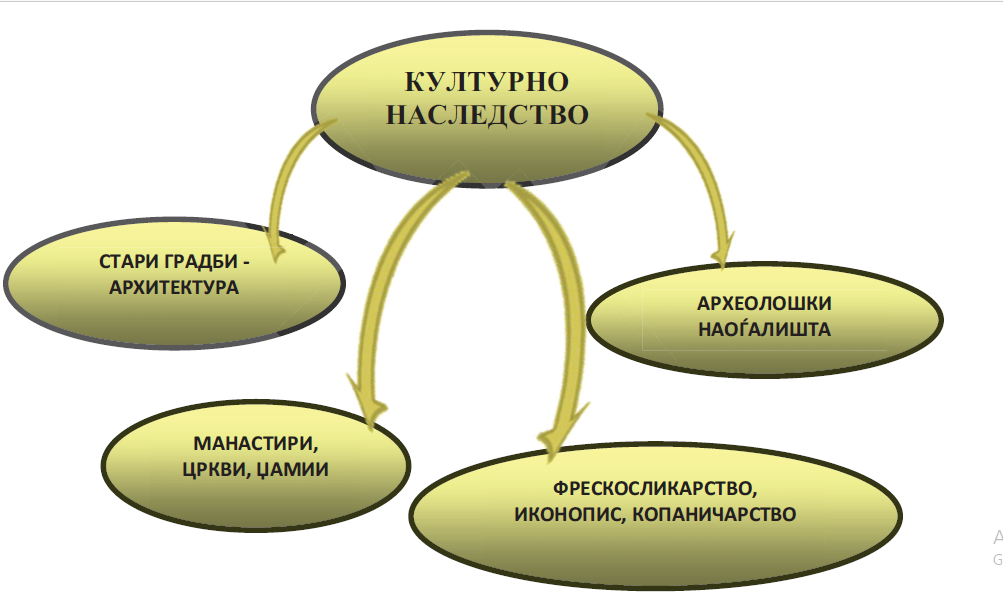 КУЛТУРНО
НАСЛЕДСТВО
СТАРИ ГРАДБИ -
АРХИТЕКТУРА
АРХЕОЛОШКИ
НАОЃАЛИШТА
МАНАСТИРИ,
ЦРКВИ, ЏАМИИ
ФРЕСКОСЛИКАРСТВО,
ИКОНОПИС, КОПАНИЧАРСТВО